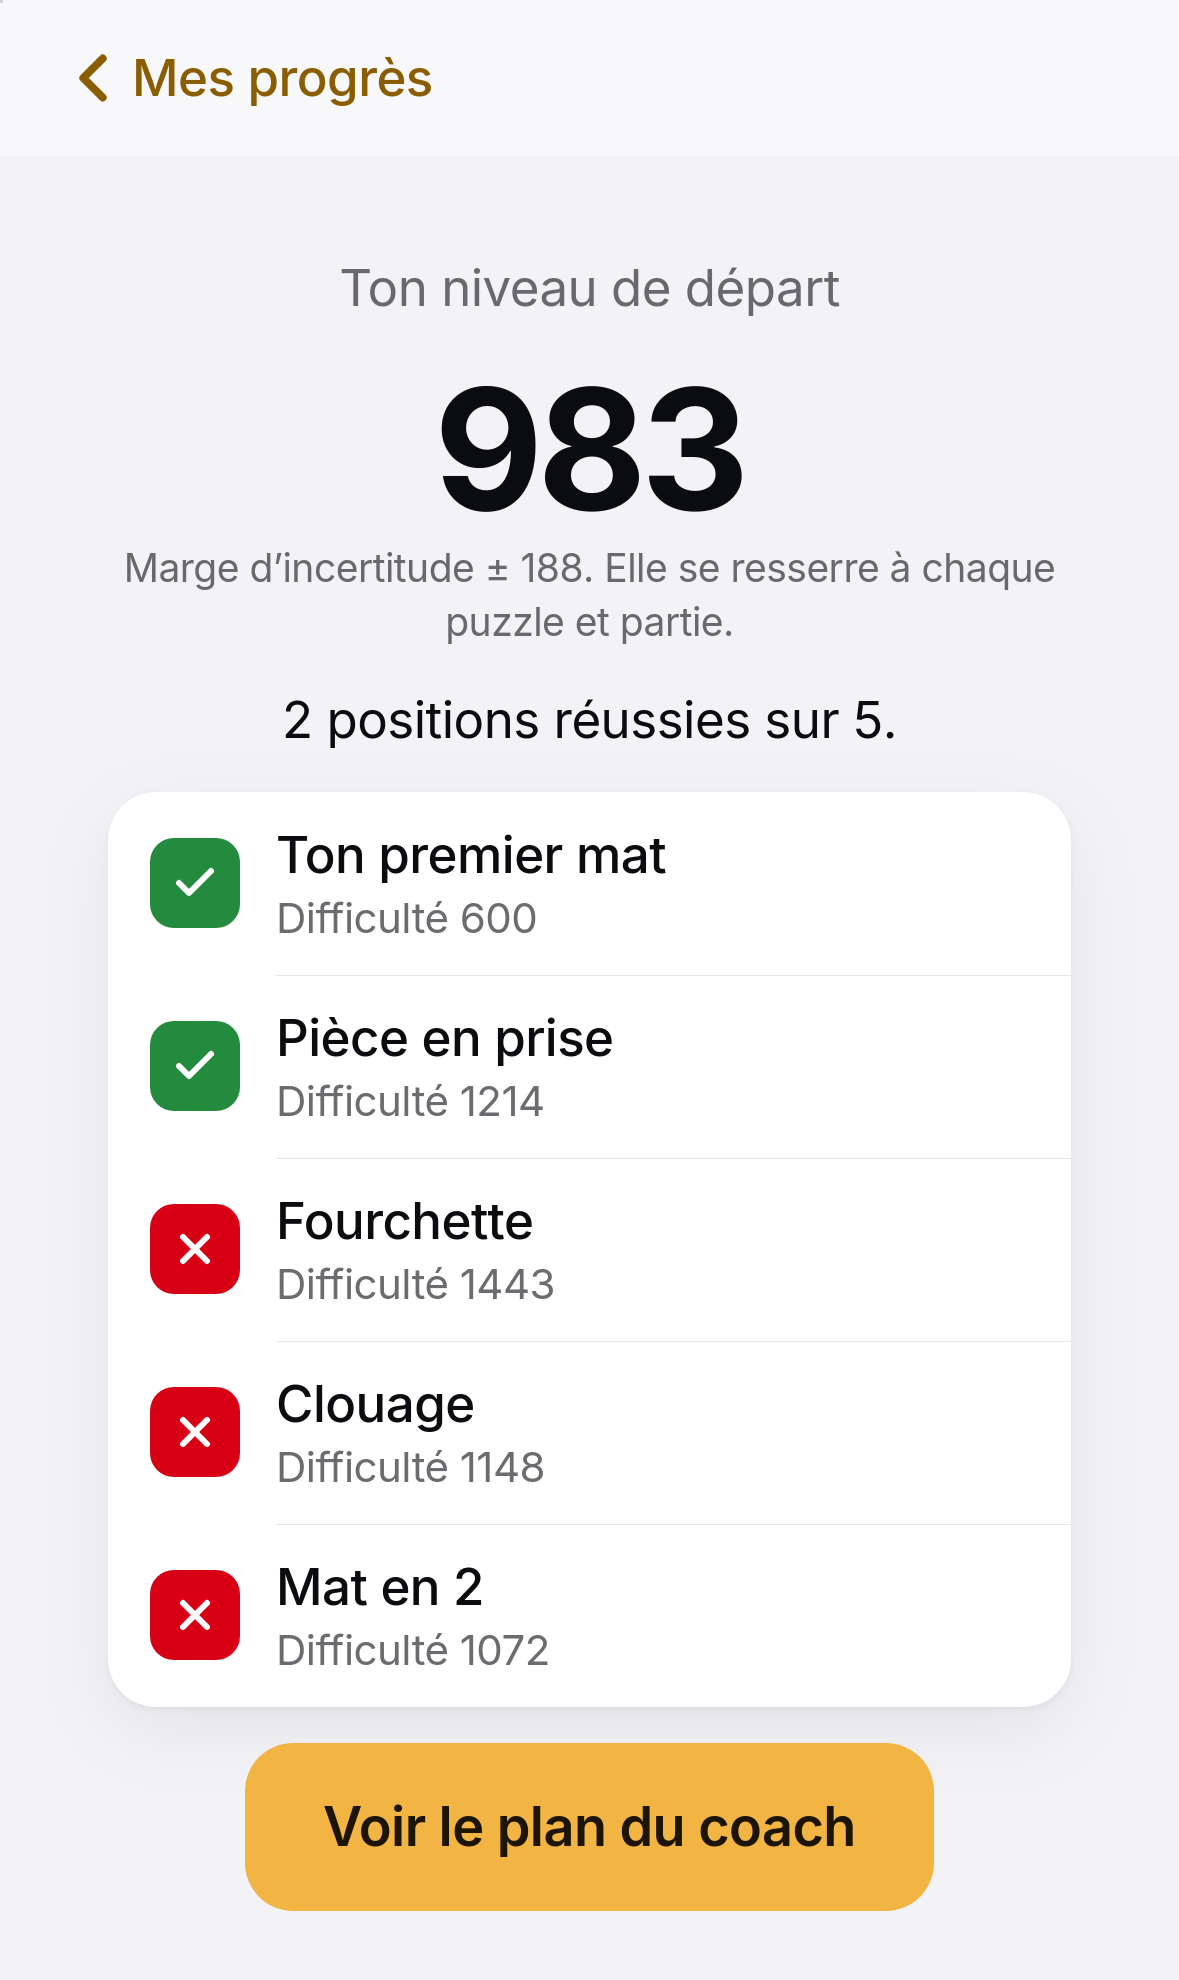 Mes progrès
Ton niveau de départ
983
Marge d’incertitude ± 188. Elle se resserre à chaque
puzzle et partie.
2 positions réussies sur 5.
Ton premier mat
Difficulté 600
Pièce en prise
Difficulté 1214
Fourchette
Difficulté 1443
Clouage
Difficulté 1148
Mat en 2
Difficulté 1072
Voir le plan du coach